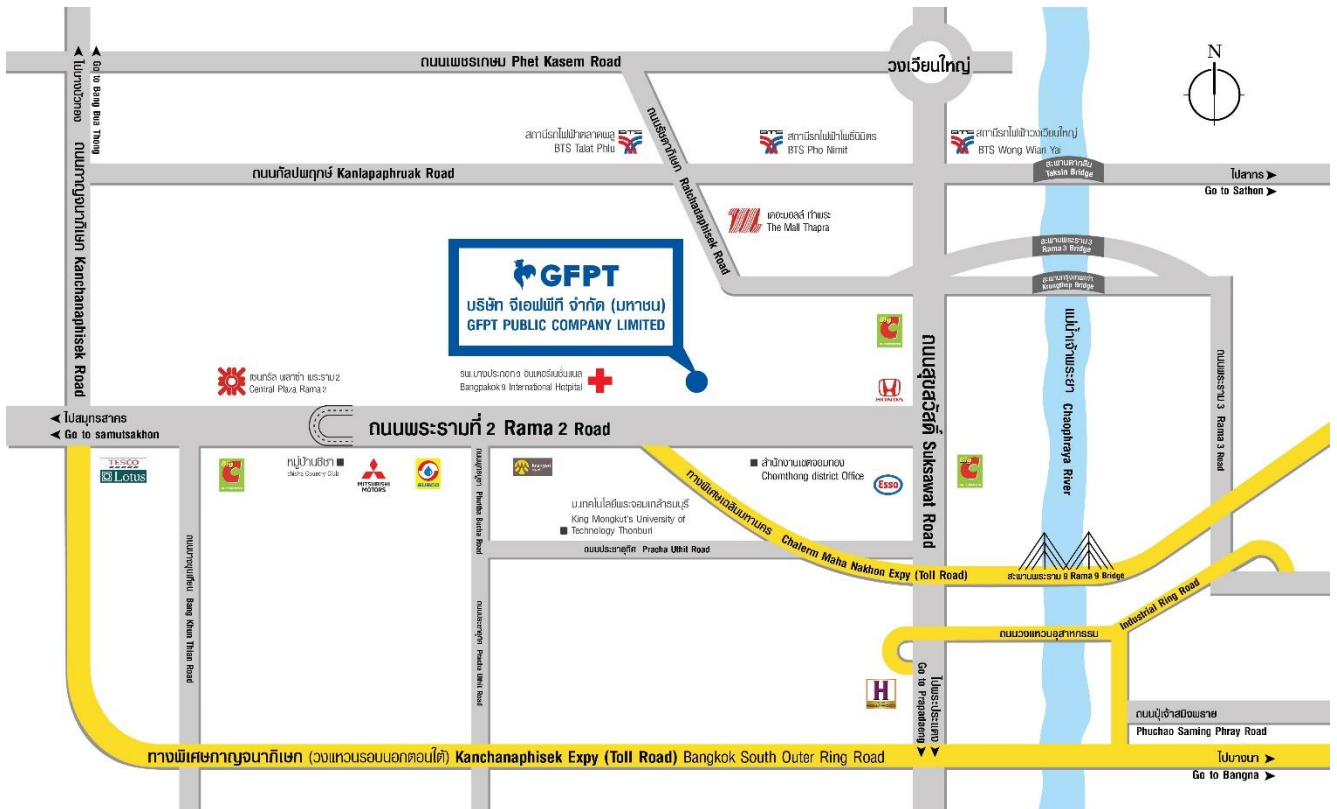 ถนนเพชรเกษม Phet Kasem Road
วงเวียนใหญ่
N
ไปบางบัวทอง
Go to Bang Bua Thong
ถนนกาญจนาภิเษก Kanchanaphisek Road
BTS
สถานีรถไฟฟ้าตลาดพลู
BTS Talat Phlu
ถนนรัชดาภิเษก Ratchadaphisek Road
BTS
สถานีรถไฟฟ้าโพธิ์นิมิตร
BTS Pho Nimit
BTS
สถานีรถไฟฟ้าวงเวียนใหญ่
BTS Wong Wian Yai
ถนนกัลปพฤกษ์ Kanlapaphruak Road
สะพานตากสิน
Taksin Bridge
ไปสาทร
Go to Sathon
เดอะมอลล์ ท่าพระ
The Mall Thapra
สะพานพระราม 3
Rama 3 Bridge
สะพานกรุงเทพฯ
Krungthep Bridge
GFPT
บริษัท จีเอฟพีที จำกัด (มหาชน)
GFPT PUBLIC COMPANY LIMITED
ถนนสุขสวัสดิ์ Suksawat Road
แม่น้ำเจ้าพระยา Chaophraya River
ถนนพระราม 3 Rama 3 Road
เซนทรัล พลาซ่า พระราม 2
Central Plaza Rama 2
รพ.บางปะกอก 9 อินเตอร์เนชั่นแนล
Bangpakok 9 International Hotpital
HONDA
ไปสมุทรสาคร
Go to samutsakhon
ถนนพระรามที่ 2 Rama 2 Road
TESCO
Lotus
หมู่บ้านชิชา
MITSUBISHI
MOTORS
สำนักงานเขตจอมทอง
Chomthong district Office
Esso
ถนนพุทธบูชา Phutha Bucha Road
ม.เทคโนโลยีพระจอมเกล้าธนบุรี
King Mongkut's University of
Technology Thonburi
ถนนประชาอุทิศ Pracha Uthit Road
ทางพิเศษเฉลิมมหานคร Chalerm Maha Nakhon Expy (Toll Road)
สะพานพระราม 9 Rama 9 Bridge
ถนนบางขุนเทียน Bang Khun Thian Road
ถนนประชาอุทิศ Pracha Uthit Road
Industrial Ring Road
ถนนวงแหวนอุสาหกรรม
H
ไปพระประแดง
Go to Prapadaeng
ถนนปู่เจ้าสมิงพราย
Phuchao Saming Phray Road
ทางพิเศษกาญจนาภิเษก (วงแหวนรอบนอกตอนใต้) Kanchanaphisek Expy (Toll Road) Bangkok South Outer Ring Road
ไปบางนา
Go to Bangna